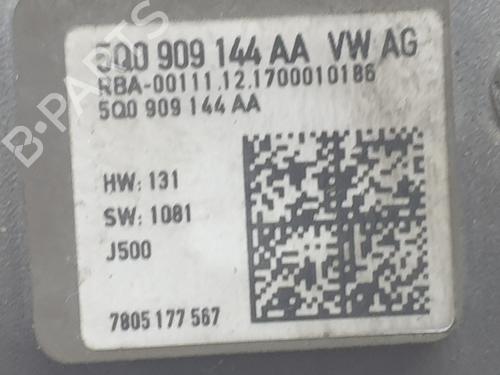 5Q0 909 144 AA VW AG
RBA-00111.12.1700010186
5Q0 909 144 AA
HW: 131
SW: 1081
J500
7805 177 567
B-PARTS